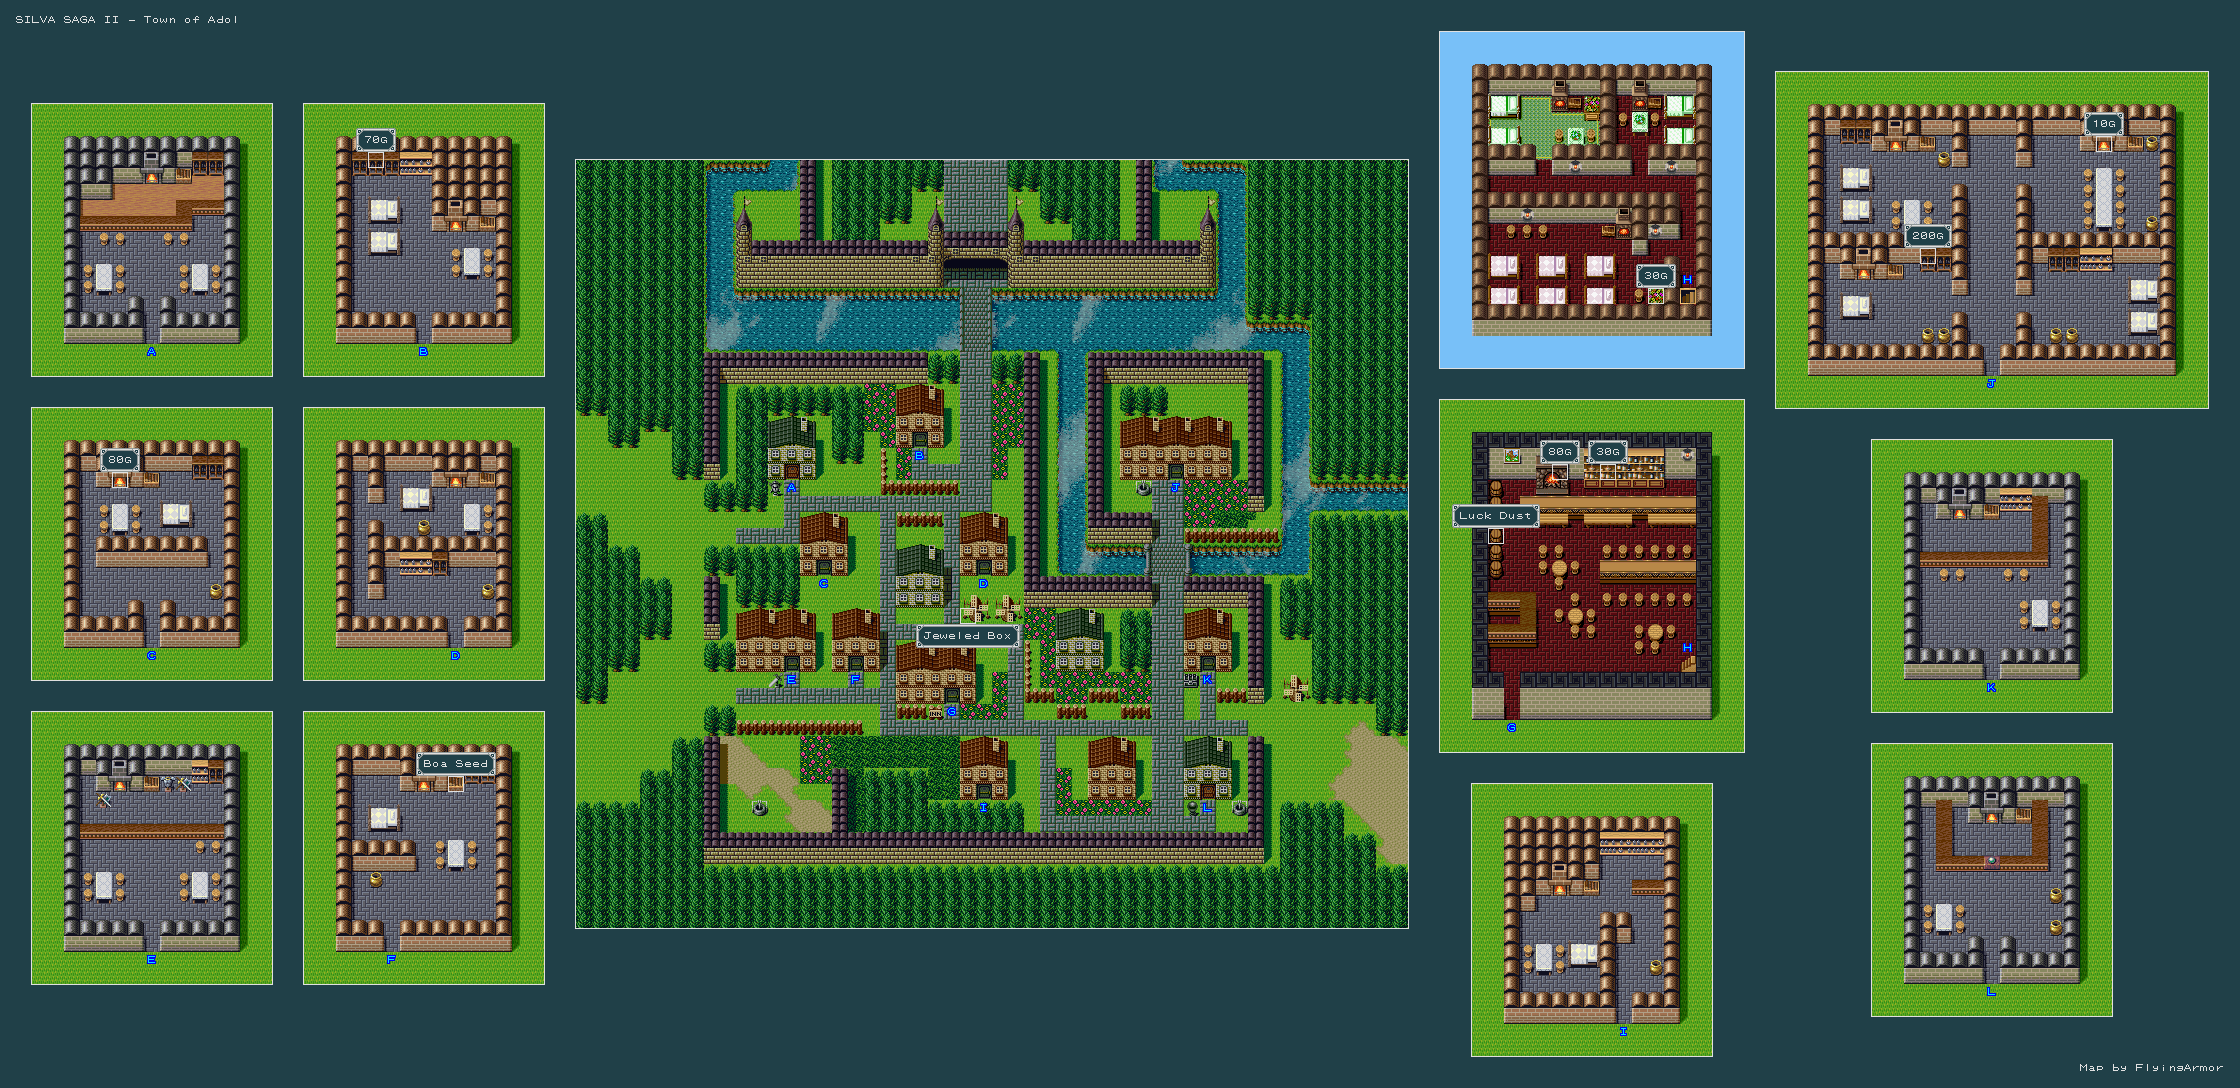 SILVA SAGA II - Town of Adol
70G
A
B
80G
C
D
Boa Seed
E
F
B
A
J
C
D
Jeweled Box
E
F
K
INN
G
I
L
30G
H
10G
200G
J
80G
30G
Luck Dust
H
G
K
I
L
Map by FlyingArmor